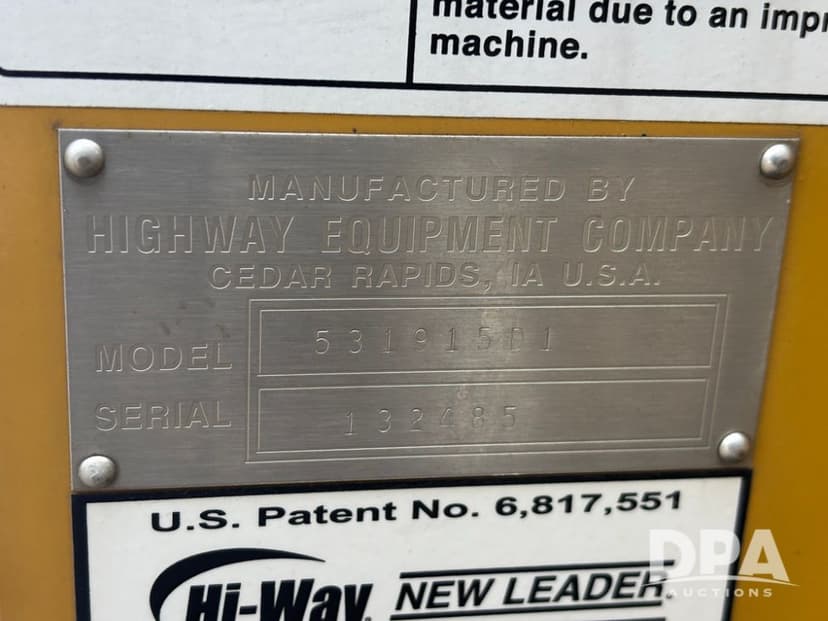 material due to an impr
machine.
MANUFACTURED BY
HIGHWAY EQUIPMENT COMPANY
CEDAR RAPIDS, IA U.S.A.
MODEL 531915D1
SERIAL 132485
U.S. Patent No. 6,817,551
Hi-Way NEW LEADER
DPA
AUCTIONS